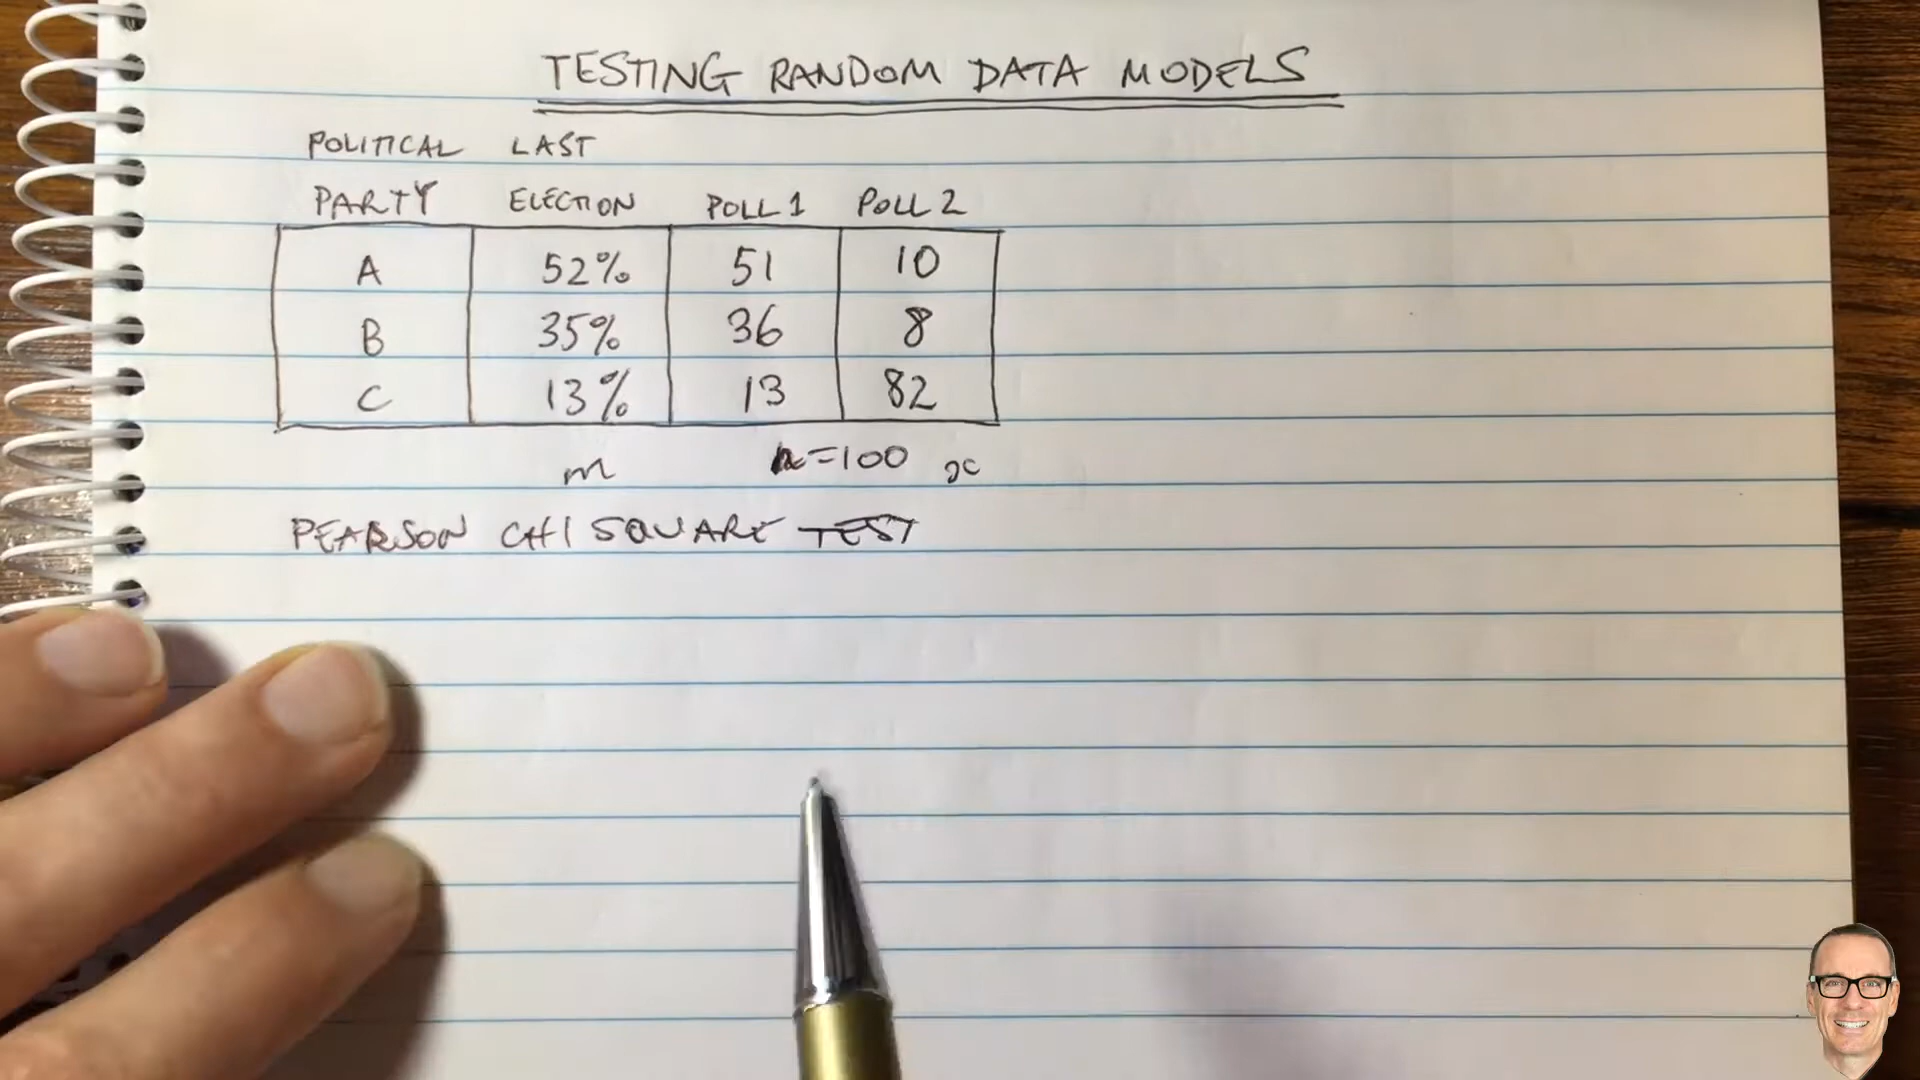 TESTING RANDOM DATA MODELS
POLITICAL LAST
PARTY ELECTION POLL 1 POLL 2
A 52% 51 10
B 35% 36 8
C 13% 13 82
m n=100 x
PEARSON CHI SQUARE TEST